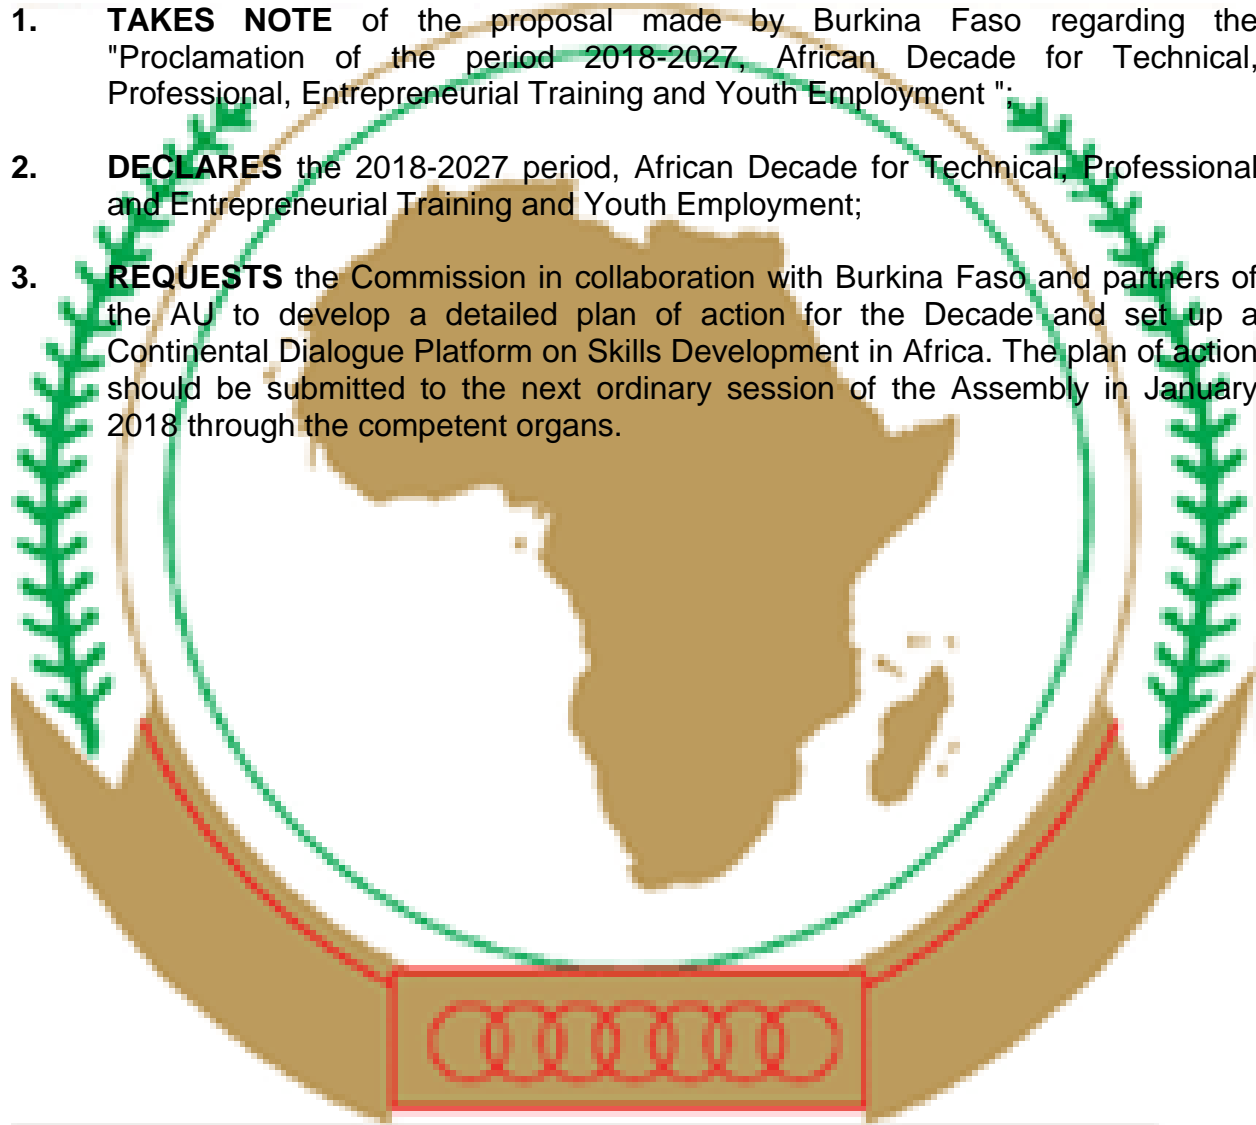 1. TAKES NOTE of the proposal made by Burkina Faso regarding the
"Proclamation of the period 2018-2027, African Decade for Technical,
Professional, Entrepreneurial Training and Youth Employment ";
2. DECLARES the 2018-2027 period, African Decade for Technical, Professional
and Entrepreneurial Training and Youth Employment;
3. REQUESTS the Commission in collaboration with Burkina Faso and partners of
the AU to develop a detailed plan of action for the Decade and set up a
Continental Dialogue Platform on Skills Development in Africa. The plan of action
should be submitted to the next ordinary session of the Assembly in January
2018 through the competent organs.